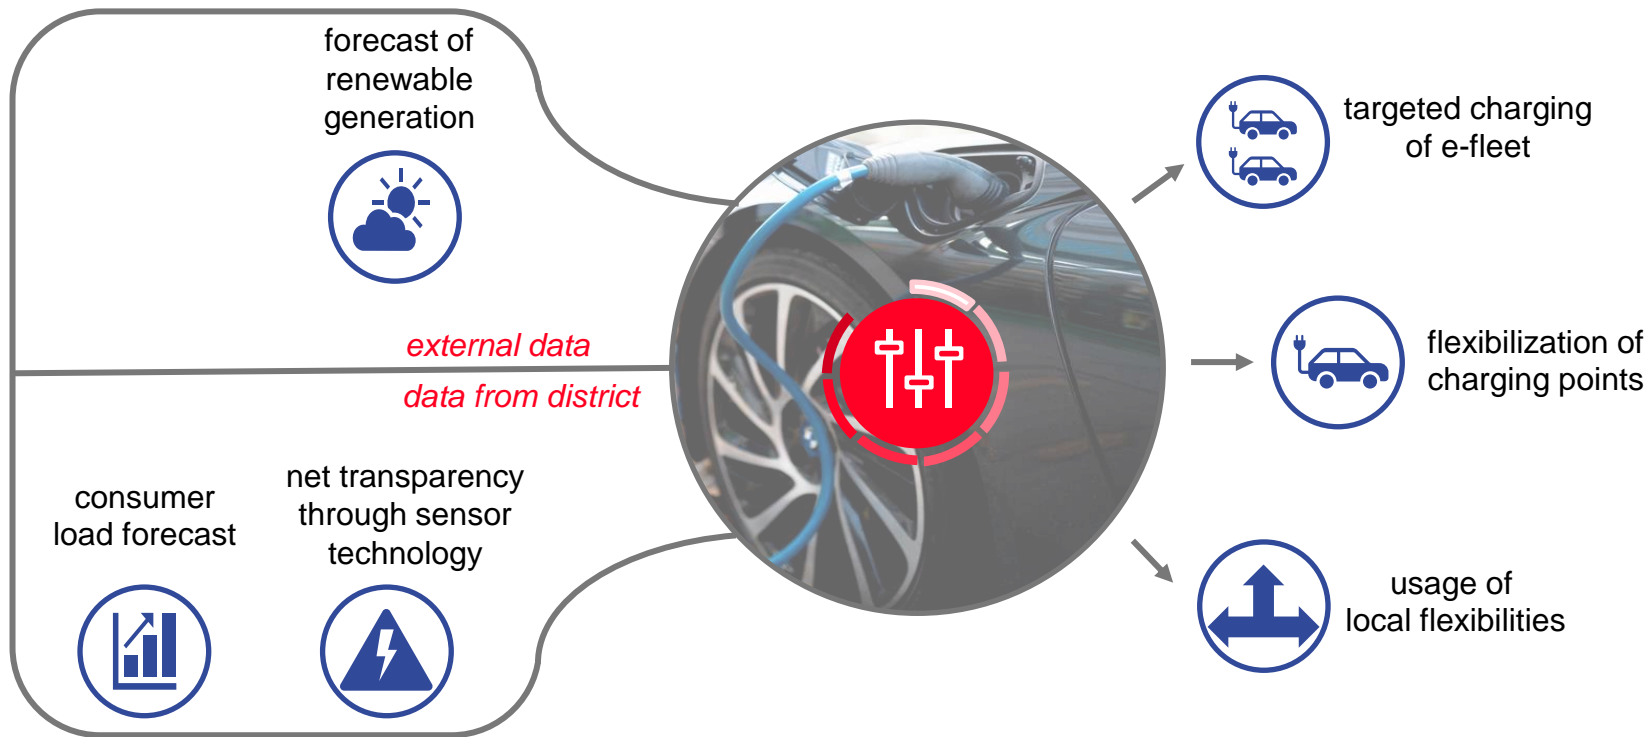 forecast of
renewable
generation
external data
data from district
consumer
load forecast
net transparency
through sensor
technology
targeted charging
of e-fleet
flexibilization of
charging points
usage of
local flexibilities